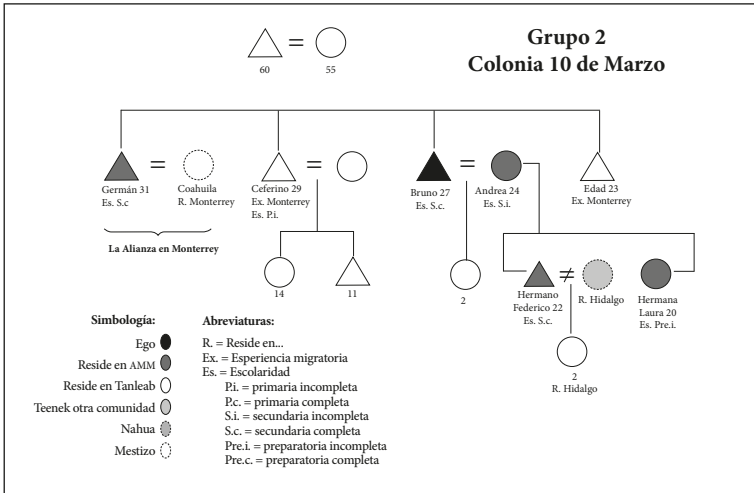 Grupo 2
Colonia 10 de Marzo
=
60
55
=
=
=
Germán 31
Es. S.c
Coahuila
R. Monterrey
Ceferino 29
Ex. Monterrey
Es. P.i.
Bruno 27
Es. S.c.
Andrea 24
Es. S.i.
Edad 23
Ex. Monterrey
La Alianza en Monterrey
14
11
2
≠
Hermano
Federico 22
Es. S.c.
R. Hidalgo
Hermana
Laura 20
Es. Pre.i.
2
R. Hidalgo
Simbología:
Ego
Reside en AMM
Reside en Tanleab
Teenek otra comunidad
Nahua
Mestizo
Abreviaturas:
R. = Reside en...
Ex. = Esperiencia migratoria
Es. = Escolaridad
P.i. = primaria incompleta
P.c. = primaria completa
S.i. = secundaria incompleta
S.c. = secundaria completa
Pre.i. = preparatoria incompleta
Pre.c. = preparatoria completa